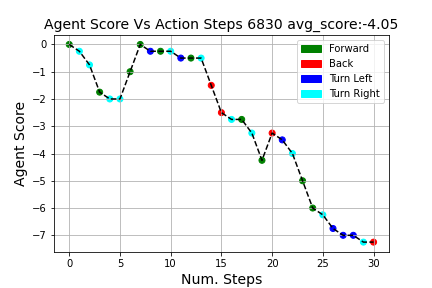 Agent Score Vs Action Steps 6830 avg_score:-4.05
Forward
Back
Turn Left
Turn Right
Agent Score
0
−1
−2
−3
−4
−5
−6
−7
0 5 10 15 20 25 30
Num. Steps